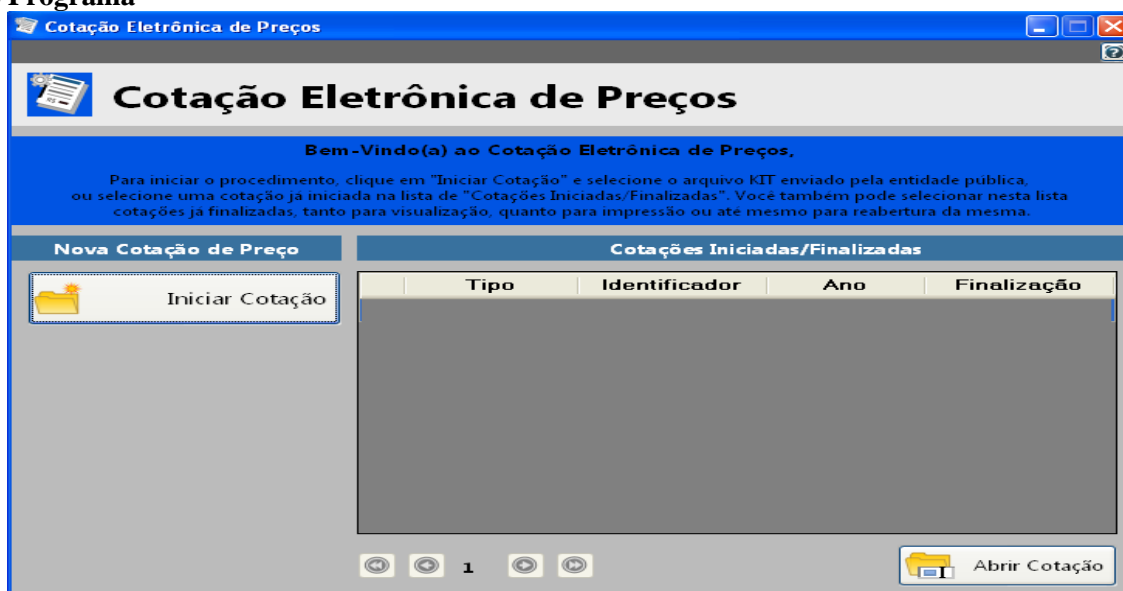 Programa
Cotação Eletrônica de Preços
Cotação Eletrônica de Preços
Bem-Vindo(a) ao Cotação Eletrônica de Preços,
Para iniciar o procedimento, clique em "Iniciar Cotação" e selecione o arquivo KIT enviado pela entidade pública,
ou selecione uma cotação já iniciada na lista de "Cotações Iniciadas/Finalizadas". Você também pode selecionar nesta lista
cotações já finalizadas, tanto para visualização, quanto para impressão ou até mesmo para reabertura da mesma.
Nova Cotação de Preço
Cotações Iniciadas/Finalizadas
Iniciar Cotação
Tipo Identificador Ano Finalização
1
Abrir Cotação